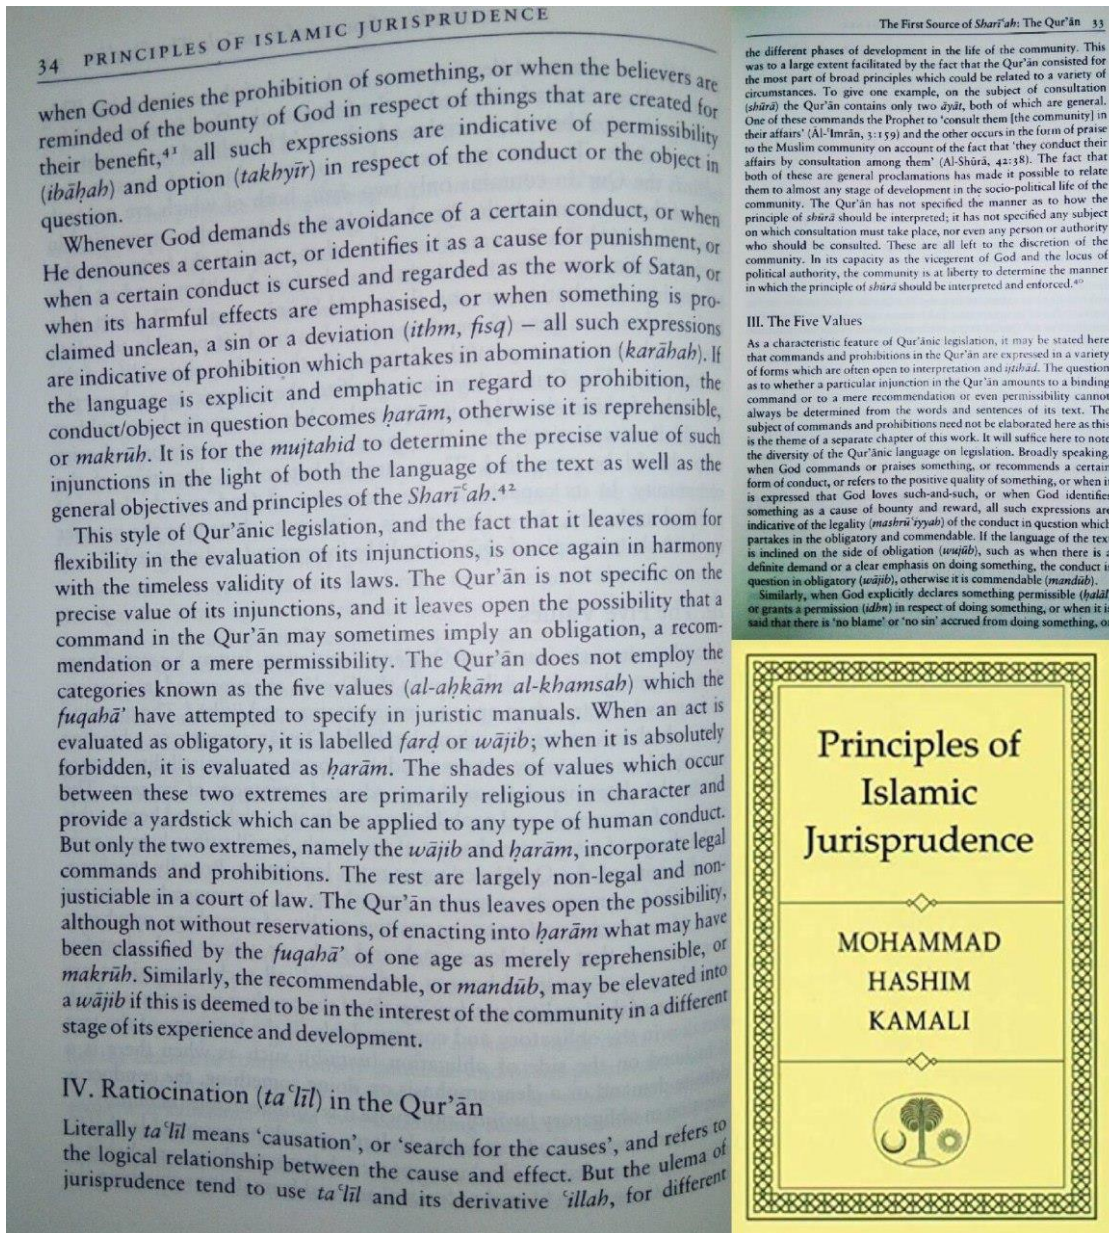 34 PRINCIPLES OF ISLAMIC JURISPRUDENCE
when God denies the prohibition of something, or when the believers are
reminded of the bounty of God in respect of things that are created for
their benefit,⁴¹ all such expressions are indicative of permissibility
(ibāḥah) and option (takhyīr) in respect of the conduct or the object in
question.
Whenever God demands the avoidance of a certain conduct, or when
He denounces a certain act, or identifies it as a cause for punishment, or
when a certain conduct is cursed and regarded as the work of Satan, or
when its harmful effects are emphasised, or when something is pro-
claimed unclean, a sin or a deviation (ithm, fisq) – all such expressions
are indicative of prohibition which partakes in abomination (karāhah). If
the language is explicit and emphatic in regard to prohibition, the
conduct/object in question becomes ḥarām, otherwise it is reprehensible,
or makrūh. It is for the mujtahid to determine the precise value of such
injunctions in the light of both the language of the text as well as the
general objectives and principles of the Sharīʿah.⁴²
This style of Qur'ānic legislation, and the fact that it leaves room for
flexibility in the evaluation of its injunctions, is once again in harmony
with the timeless validity of its laws. The Qur'ān is not specific on the
precise value of its injunctions, and it leaves open the possibility that a
command in the Qur'ān may sometimes imply an obligation, a recom-
mendation or a mere permissibility. The Qur'ān does not employ the
categories known as the five values (al-aḥkām al-khamsah) which the
fuqahā' have attempted to specify in juristic manuals. When an act is
evaluated as obligatory, it is labelled farḍ or wājib; when it is absolutely
forbidden, it is evaluated as ḥarām. The shades of values which occur
between these two extremes are primarily religious in character and
provide a yardstick which can be applied to any type of human conduct.
But only the two extremes, namely the wājib and ḥarām, incorporate legal
commands and prohibitions. The rest are largely non-legal and non-
justiciable in a court of law. The Qur'ān thus leaves open the possibility,
although not without reservations, of enacting into ḥarām what may have
been classified by the fuqahā' of one age as merely reprehensible, or
makrūh. Similarly, the recommendable, or mandūb, may be elevated into
a wājib if this is deemed to be in the interest of the community in a different
stage of its experience and development.
IV. Ratiocination (taʿlīl) in the Qur'ān
Literally taʿlīl means 'causation', or 'search for the causes', and refers to
the logical relationship between the cause and effect. But the ulema of
jurisprudence tend to use taʿlīl and its derivative ʿillah, for different
The First Source of Sharīʿah: The Qur'ān 33
the different phases of development in the life of the community. This
was to a large extent facilitated by the fact that the Qur'ān consisted for
the most part of broad principles which could be related to a variety of
circumstances. To give one example, on the subject of consultation
(shūrā) the Qur'ān contains only two āyāt, both of which are general.
One of these commands the Prophet to 'consult them [the community] in
their affairs' (Āl-'Imrān, 3:159) and the other occurs in the form of praise
to the Muslim community on account of the fact that 'they conduct their
affairs by consultation among them' (Al-Shūrā, 42:38). The fact that
both of these are general proclamations has made it possible to relate
them to almost any stage of development in the socio-political life of the
community. The Qur'ān has not specified the manner as to how the
principle of shūrā should be interpreted; it has not specified any subject
on which consultation must take place, nor even any person or authority
who should be consulted. These are all left to the discretion of the
community. In its capacity as the vicegerent of God and the locus of
political authority, the community is at liberty to determine the manner
in which the principle of shūrā should be interpreted and enforced.⁴⁰
III. The Five Values
As a characteristic feature of Qur'ānic legislation, it may be stated here
that commands and prohibitions in the Qur'ān are expressed in a variety
of forms which are often open to interpretation and ijtihād. The question
as to whether a particular injunction in the Qur'ān amounts to a binding
command or to a mere recommendation or even permissibility cannot
always be determined from the words and sentences of its text. The
subject of commands and prohibitions need not be elaborated here as this
is the theme of a separate chapter of this work. It will suffice here to note
the diversity of the Qur'ānic language on legislation. Broadly speaking,
when God commands or praises something, or recommends a certain
form of conduct, or refers to the positive quality of something, or when i
is expressed that God loves such-and-such, or when God identifie
something as a cause of bounty and reward, all such expressions are
indicative of the legality (mashrū'iyyah) of the conduct in question which
partakes in the obligatory and commendable. If the language of the tex
is inclined on the side of obligation (wujūb), such as when there is a
definite demand or a clear emphasis on doing something, the conduct i
question in obligatory (wājib), otherwise it is commendable (mandūb).
Similarly, when God explicitly declares something permissible (ḥalāl
or grants a permission (idhn) in respect of doing something, or when it i
said that there is 'no blame' or 'no sin' accrued from doing something, o
Principles of
Islamic
Jurisprudence
MOHAMMAD
HASHIM
KAMALI